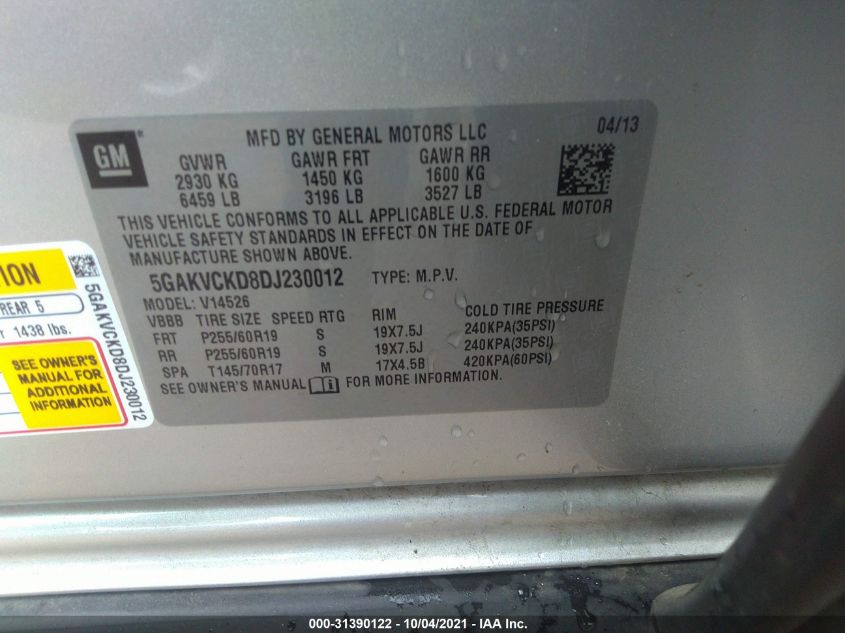 GM
MFD BY GENERAL MOTORS LLC
04/13
GVWR GAWR FRT GAWR RR
2930 KG 1450 KG 1600 KG
6459 LB 3196 LB 3527 LB
THIS VEHICLE CONFORMS TO ALL APPLICABLE U.S. FEDERAL MOTOR
VEHICLE SAFETY STANDARDS IN EFFECT ON THE DATE OF
MANUFACTURE SHOWN ABOVE.
5GAKVCKD8DJ230012 TYPE: M.P.V.
MODEL: V14526
VBBB TIRE SIZE SPEED RTG RIM COLD TIRE PRESSURE
FRT P255/60R19 S 19X7.5J 240KPA(35PSI)
RR P255/60R19 S 19X7.5J 240KPA(35PSI)
SPA T145/70R17 M 17X4.5B 420KPA(60PSI)
SEE OWNER'S MANUAL FOR MORE INFORMATION.
REAR 5
1438 lbs.
SEE OWNER'S
MANUAL FOR
ADDITIONAL
INFORMATION
5GAKVCKD8DJ230012
000-31390122 - 10/04/2021 - IAA Inc.